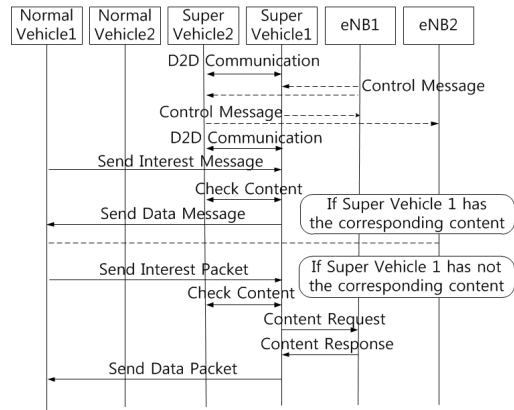 Normal Vehicle1
Normal Vehicle2
Super Vehicle2
Super Vehicle1
eNB1
eNB2
D2D Communication
Control Message
Control Message
D2D Communication
Send Interest Message
Check Content
If Super Vehicle 1 has
the corresponding content
Send Data Message
Send Interest Packet
If Super Vehicle 1 has not
the corresponding content
Check Content
Content Request
Content Response
Send Data Packet